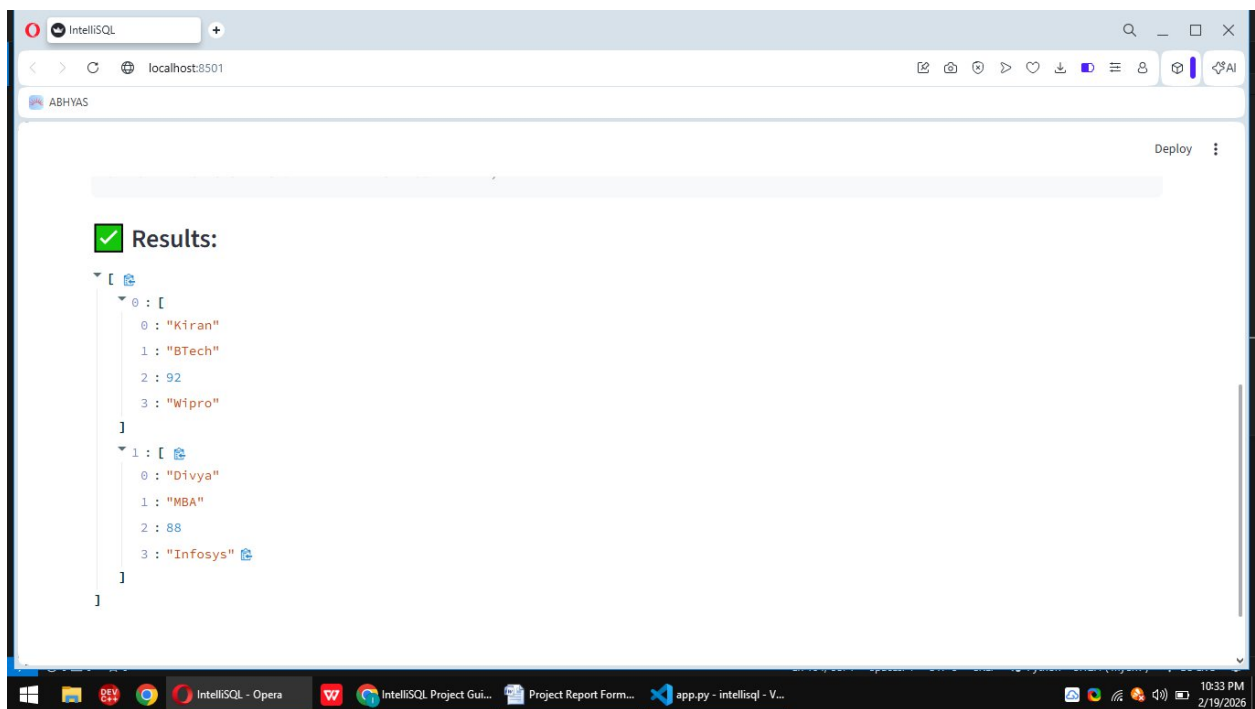 IntelliSQL
localhost:8501
AI
ABHYAS
Deploy
Results:
[
0 : [
0 : "Kiran"
1 : "BTech"
2 : 92
3 : "Wipro"
]
1 : [
0 : "Divya"
1 : "MBA"
2 : 88
3 : "Infosys"
]
]
DEV C++ IntelliSQL - Opera W IntelliSQL Project Gui... Project Report Form... app.py - intellisql - V... 10:33 PM
2/19/2026